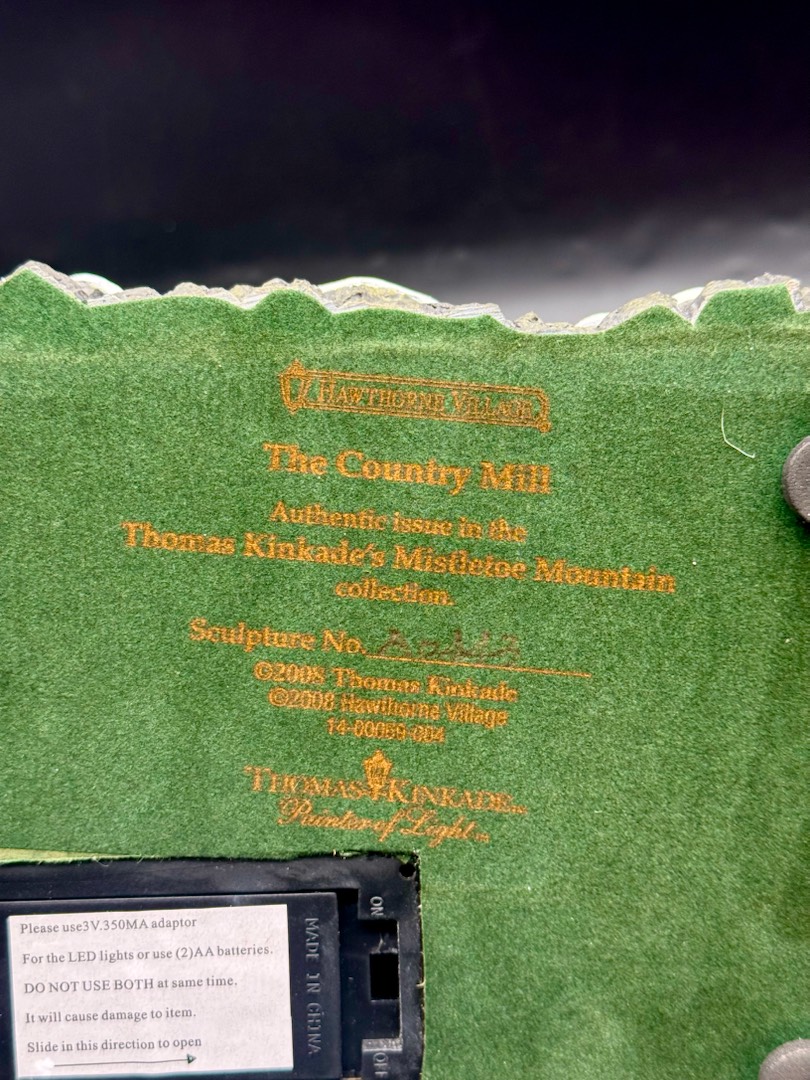 HAWTHORNE VILLAGE
The Country Mill
Authentic issue in the
Thomas Kinkade's Mistletoe Mountain
collection.
Sculpture No.
©2008 Thomas Kinkade
©2008 Hawthorne Village
14-00059-004
THOMAS KINKADE
Painter of Light™
Please use3V.350MA adaptor
For the LED lights or use (2)AA batteries.
DO NOT USE BOTH at same time.
It will cause damage to item.
Slide in this direction to open
MADE IN CHINA
ON
OFF